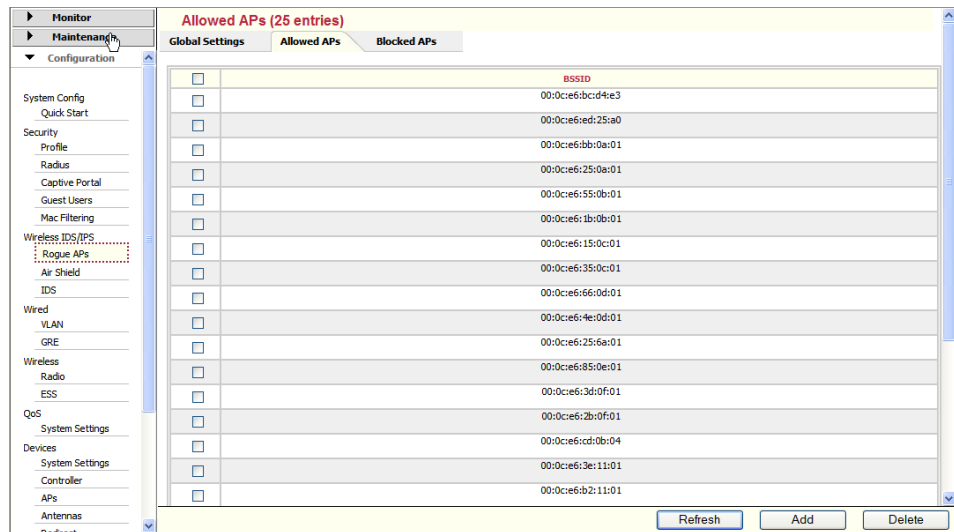 Monitor
Maintenance
Configuration
System Config
Quick Start
Security
Profile
Radius
Captive Portal
Guest Users
Mac Filtering
Wireless IDS/IPS
Rogue APs
Air Shield
IDS
Wired
VLAN
GRE
Wireless
Radio
ESS
QoS
System Settings
Devices
System Settings
Controller
APs
Antennas
Allowed APs (25 entries)
Global Settings Allowed APs Blocked APs
BSSID
00:0c:e6:bc:d4:e3
00:0c:e6:ed:25:a0
00:0c:e6:bb:0a:01
00:0c:e6:25:0a:01
00:0c:e6:55:0b:01
00:0c:e6:1b:0b:01
00:0c:e6:15:0c:01
00:0c:e6:35:0c:01
00:0c:e6:66:0d:01
00:0c:e6:4e:0d:01
00:0c:e6:25:6a:01
00:0c:e6:85:0e:01
00:0c:e6:3d:0f:01
00:0c:e6:2b:0f:01
00:0c:e6:cd:0b:04
00:0c:e6:3e:11:01
00:0c:e6:b2:11:01
Refresh Add Delete